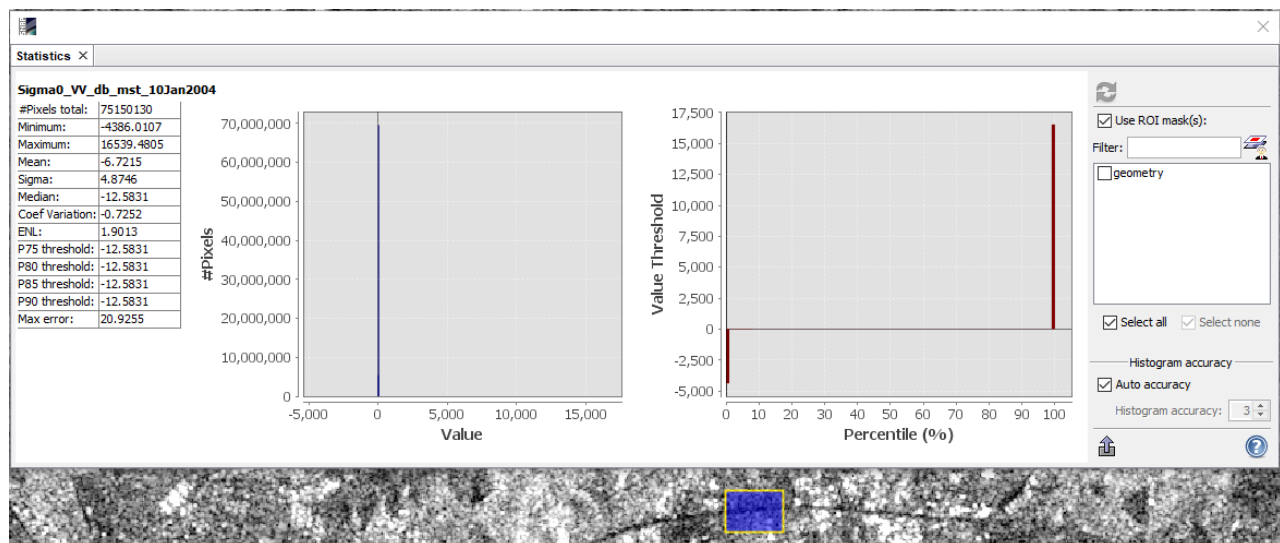 Statistics
Sigma0_VV_db_mst_10Jan2004
#Pixels total: 75150130
Minimum: -4386.0107
Maximum: 16539.4805
Mean: -6.7215
Sigma: 4.8746
Median: -12.5831
Coef Variation: -0.7252
ENL: 1.9013
P75 threshold: -12.5831
P80 threshold: -12.5831
P85 threshold: -12.5831
P90 threshold: -12.5831
Max error: 20.9255
#Pixels
70,000,000
60,000,000
50,000,000
40,000,000
30,000,000
20,000,000
10,000,000
0
-5,000 0 5,000 10,000 15,000
Value
Value Threshold
17,500
15,000
12,500
10,000
7,500
5,000
2,500
0
-2,500
-5,000
0 10 20 30 40 50 60 70 80 90 100
Percentile (%)
Use ROI mask(s):
Filter:
geometry
Select all Select none
Histogram accuracy
Auto accuracy
Histogram accuracy: 3